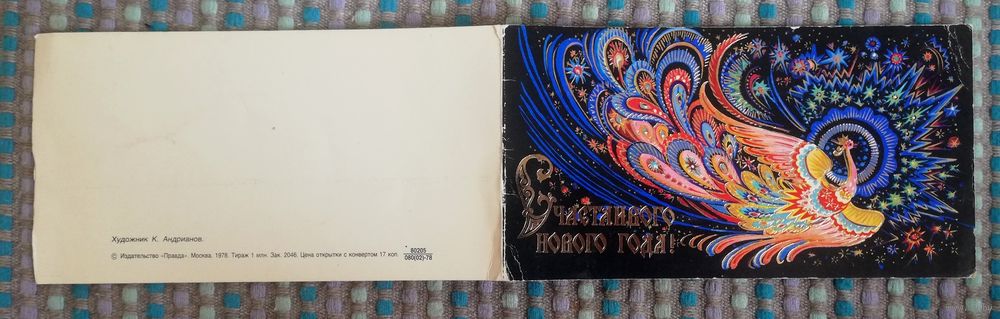 Художник К. Андрианов.
© Издательство «Правда». Москва. 1978. Тираж 1 млн. Зак. 2046. Цена открытки с конвертом 17 коп.
80205
080(02)-78
Счастливого
нового года!